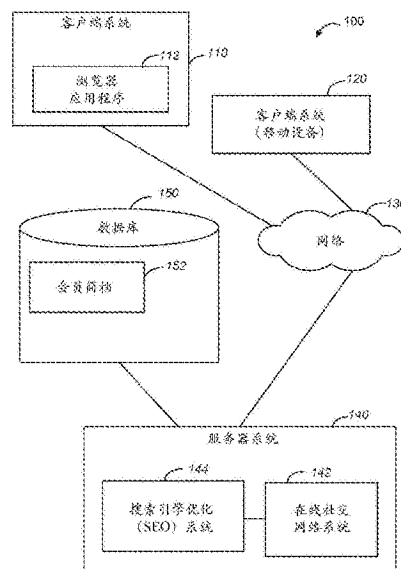 100
客户端系统
110
112
浏览器
应用程序
120
客户端系统
(移动设备)
130
网络
150
数据库
152
会员简档
140
服务器系统
144
搜索引擎优化
(SEO) 系统
142
在线社交
网络系统